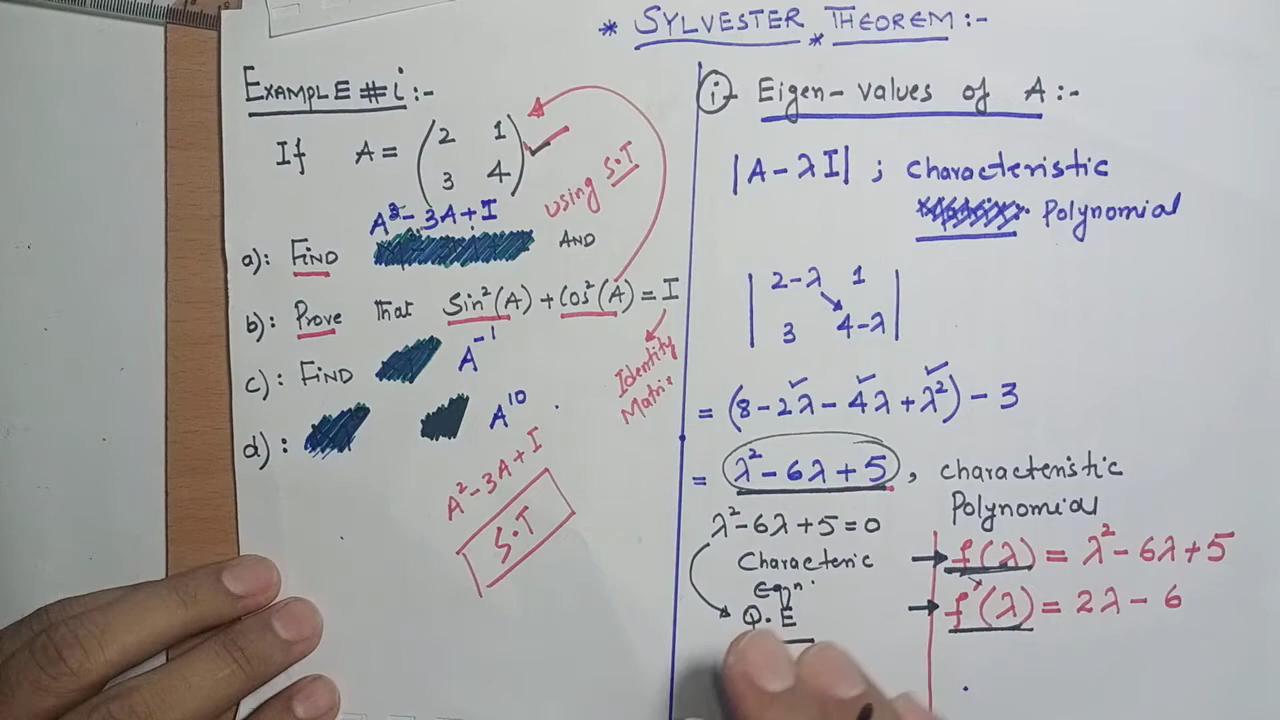 * SYLVESTER * THEOREM:-
EXAMPLE # i:-
If A = (2 1
3 4)
A² - 3A + I
using S.T
a): FIND AND
b): Prove that Sin²(A) + Cos²(A) = I
Identity
Matrix
c): FIND A⁻¹
d): A¹⁰ .
A² - 3A + I
S.T
i - Eigen-values of A:-
|A - λI| ; Characteristic
Polynomial
|2-λ 1
3 4-λ|
= (8 - 2λ - 4λ + λ²) - 3
= λ² - 6λ + 5 , characteristic
Polynomial
λ² - 6λ + 5 = 0
Characteric
Eqn.
Q.E
f(λ) = λ² - 6λ + 5
f'(λ) = 2λ - 6